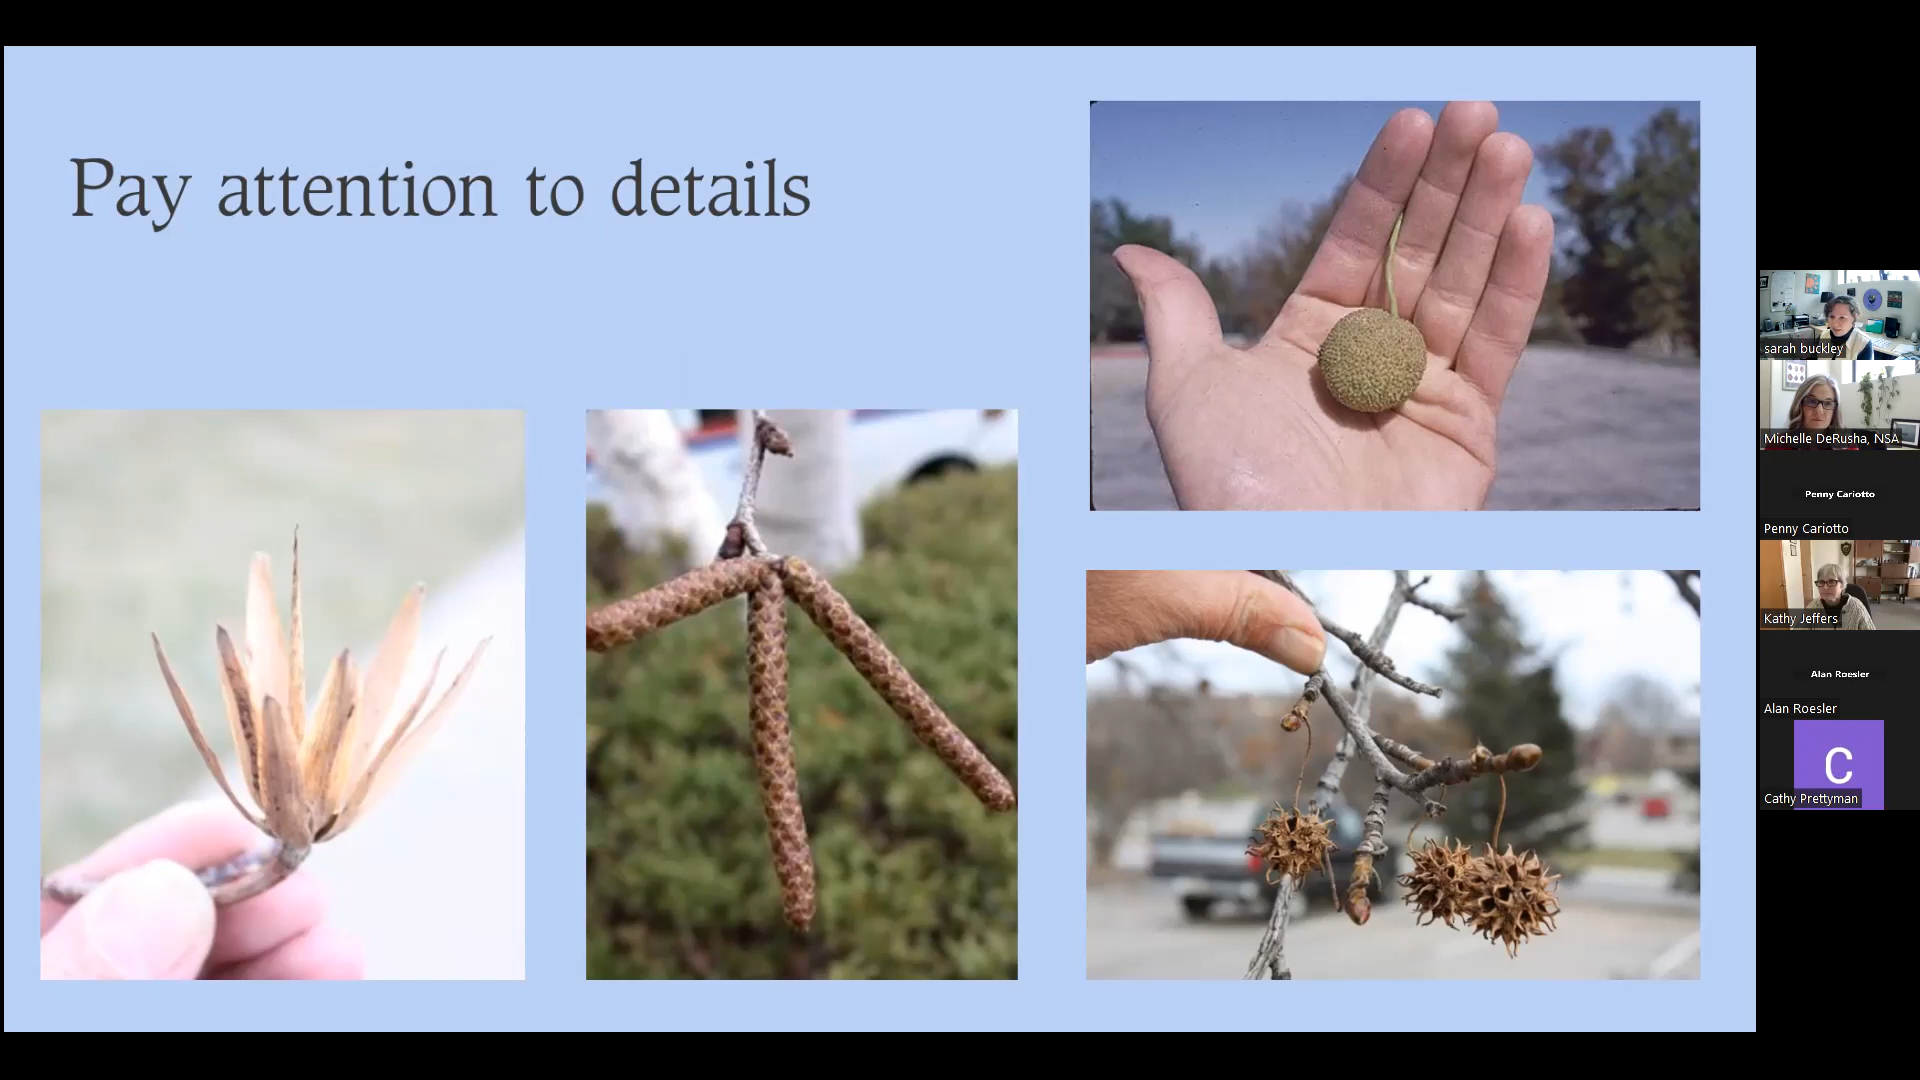 Pay attention to details
sarah buckley
Michelle DeRusha, NSA
Penny Cariotto
Penny Cariotto
Kathy Jeffers
Alan Roesler
Alan Roesler
C
Cathy Prettyman